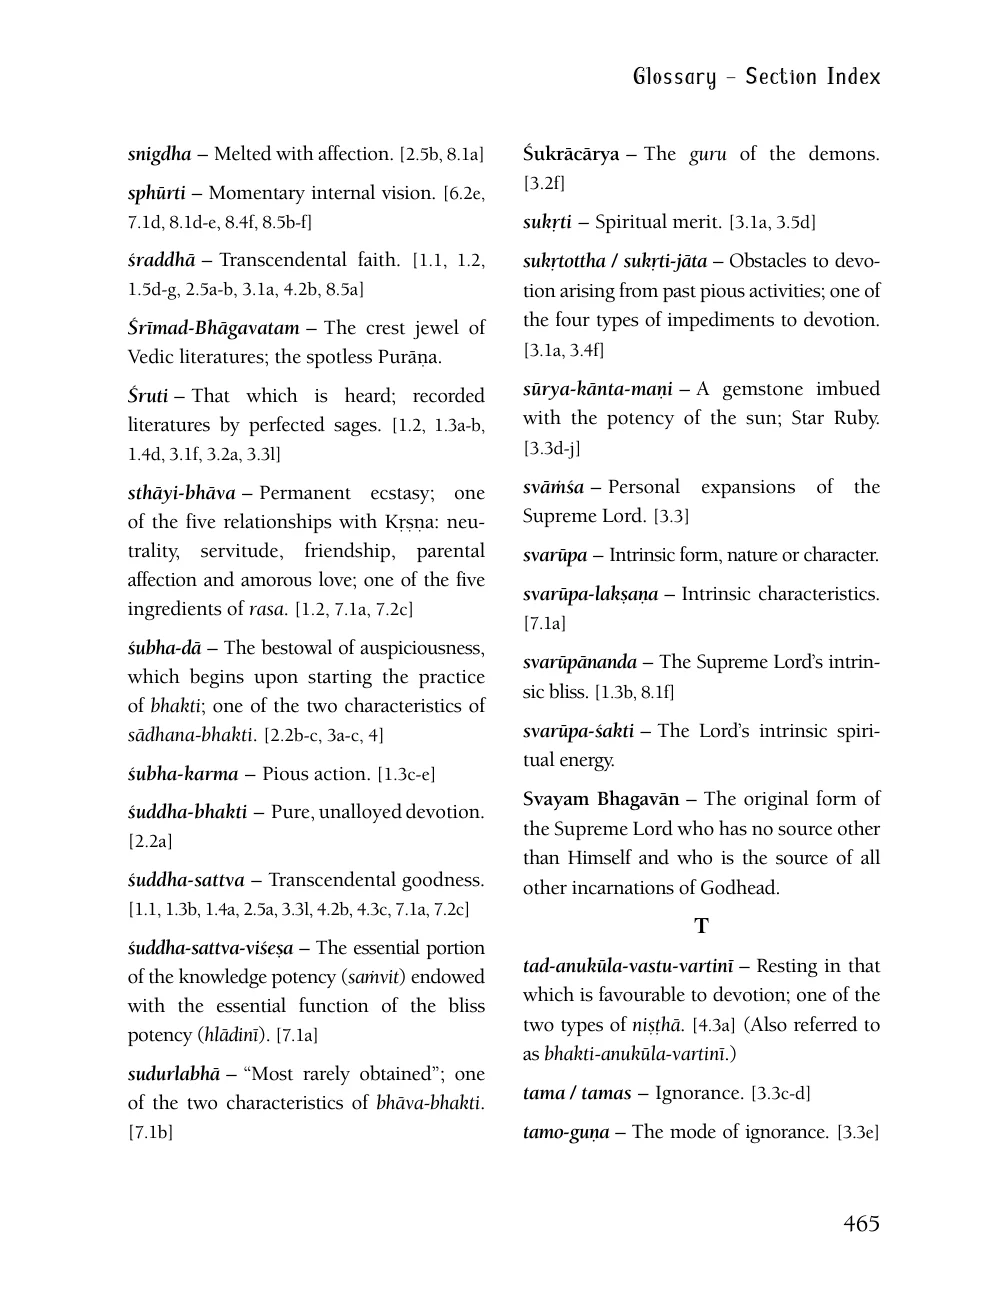 Glossary – Section Index
snigdha – Melted with affection. [2.5b, 8.1a]
sphūrti – Momentary internal vision. [6.2e,
7.1d, 8.1d-e, 8.4f, 8.5b-f]
śraddhā – Transcendental faith. [1.1, 1.2,
1.5d-g, 2.5a-b, 3.1a, 4.2b, 8.5a]
Śrīmad-Bhāgavatam – The crest jewel of
Vedic literatures; the spotless Purāṇa.
Śruti – That which is heard; recorded
literatures by perfected sages. [1.2, 1.3a-b,
1.4d, 3.1f, 3.2a, 3.3l]
sthāyi-bhāva – Permanent ecstasy; one
of the five relationships with Kṛṣṇa: neu-
trality, servitude, friendship, parental
affection and amorous love; one of the five
ingredients of rasa. [1.2, 7.1a, 7.2c]
śubha-dā – The bestowal of auspiciousness,
which begins upon starting the practice
of bhakti; one of the two characteristics of
sādhana-bhakti. [2.2b-c, 3a-c, 4]
śubha-karma – Pious action. [1.3c-e]
śuddha-bhakti – Pure, unalloyed devotion.
[2.2a]
śuddha-sattva – Transcendental goodness.
[1.1, 1.3b, 1.4a, 2.5a, 3.3l, 4.2b, 4.3c, 7.1a, 7.2c]
śuddha-sattva-viśeṣa – The essential portion
of the knowledge potency (saṁvit) endowed
with the essential function of the bliss
potency (hlādinī). [7.1a]
sudurlabhā – “Most rarely obtained”; one
of the two characteristics of bhāva-bhakti.
[7.1b]
Śukrācārya – The guru of the demons.
[3.2f]
sukṛti – Spiritual merit. [3.1a, 3.5d]
sukṛtottha / sukṛti-jāta – Obstacles to devo-
tion arising from past pious activities; one of
the four types of impediments to devotion.
[3.1a, 3.4f]
sūrya-kānta-maṇi – A gemstone imbued
with the potency of the sun; Star Ruby.
[3.3d-j]
svāṁśa – Personal expansions of the
Supreme Lord. [3.3]
svarūpa – Intrinsic form, nature or character.
svarūpa-lakṣaṇa – Intrinsic characteristics.
[7.1a]
svarūpānanda – The Supreme Lord’s intrin-
sic bliss. [1.3b, 8.1f]
svarūpa-śakti – The Lord’s intrinsic spiri-
tual energy.
Svayam Bhagavān – The original form of
the Supreme Lord who has no source other
than Himself and who is the source of all
other incarnations of Godhead.
T
tad-anukūla-vastu-vartinī – Resting in that
which is favourable to devotion; one of the
two types of niṣṭhā. [4.3a] (Also referred to
as bhakti-anukūla-vartinī.)
tama / tamas – Ignorance. [3.3c-d]
tamo-guṇa – The mode of ignorance. [3.3e]
465